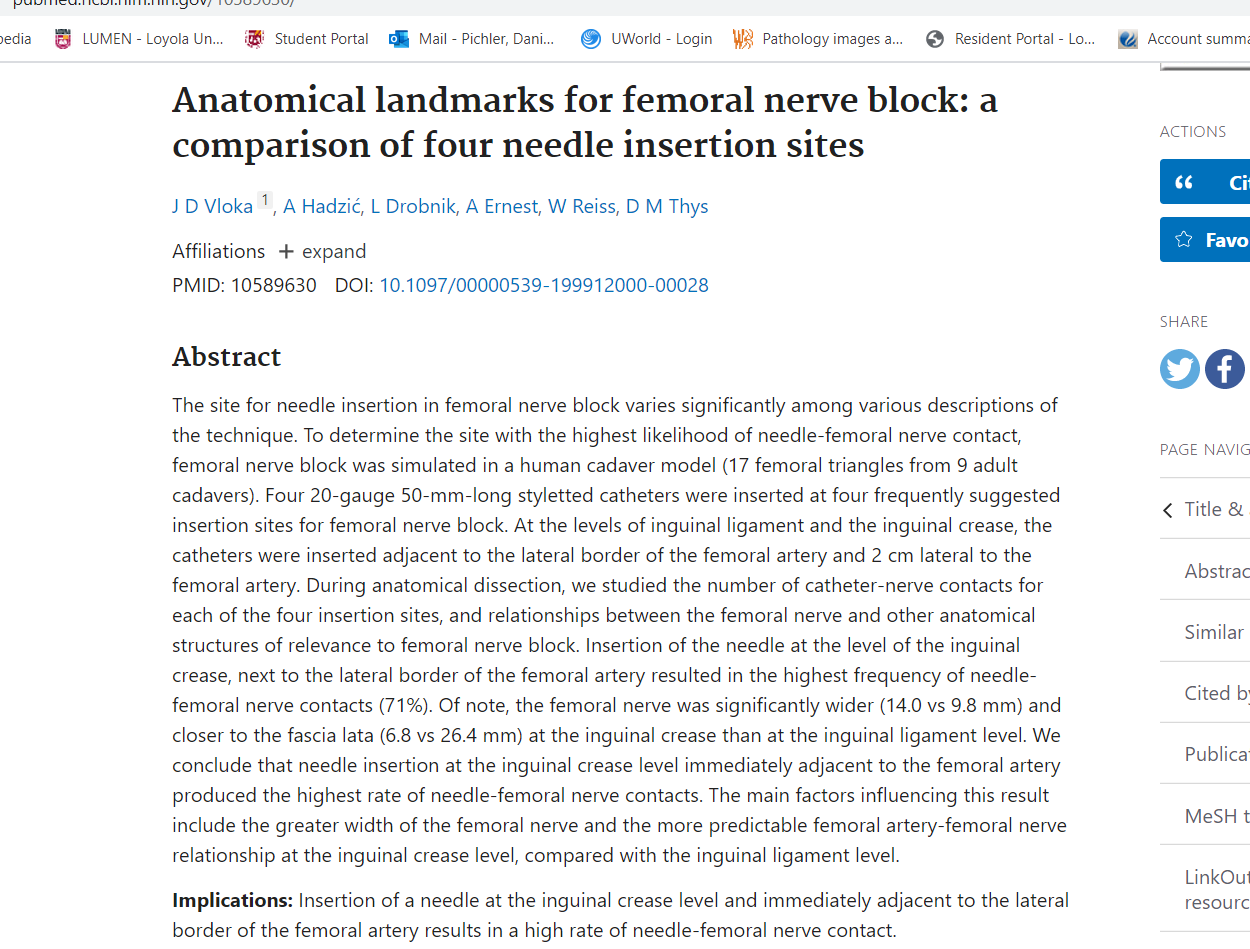 pubmed.ncbi.nlm.nih.gov/10589630/
pedia LUMEN - Loyola Un... Student Portal Mail - Pichler, Dani... UWorld - Login Pathology images a... Resident Portal - Lo... Account summa
Anatomical landmarks for femoral nerve block: a
comparison of four needle insertion sites
J D Vloka 1, A Hadzić, L Drobnik, A Ernest, W Reiss, D M Thys
Affiliations + expand
PMID: 10589630 DOI: 10.1097/00000539-199912000-00028
Abstract
The site for needle insertion in femoral nerve block varies significantly among various descriptions of
the technique. To determine the site with the highest likelihood of needle-femoral nerve contact,
femoral nerve block was simulated in a human cadaver model (17 femoral triangles from 9 adult
cadavers). Four 20-gauge 50-mm-long styletted catheters were inserted at four frequently suggested
insertion sites for femoral nerve block. At the levels of inguinal ligament and the inguinal crease, the
catheters were inserted adjacent to the lateral border of the femoral artery and 2 cm lateral to the
femoral artery. During anatomical dissection, we studied the number of catheter-nerve contacts for
each of the four insertion sites, and relationships between the femoral nerve and other anatomical
structures of relevance to femoral nerve block. Insertion of the needle at the level of the inguinal
crease, next to the lateral border of the femoral artery resulted in the highest frequency of needle-
femoral nerve contacts (71%). Of note, the femoral nerve was significantly wider (14.0 vs 9.8 mm) and
closer to the fascia lata (6.8 vs 26.4 mm) at the inguinal crease than at the inguinal ligament level. We
conclude that needle insertion at the inguinal crease level immediately adjacent to the femoral artery
produced the highest rate of needle-femoral nerve contacts. The main factors influencing this result
include the greater width of the femoral nerve and the more predictable femoral artery-femoral nerve
relationship at the inguinal crease level, compared with the inguinal ligament level.
Implications: Insertion of a needle at the inguinal crease level and immediately adjacent to the lateral
border of the femoral artery results in a high rate of needle-femoral nerve contact.
ACTIONS
Cit
Favo
SHARE
PAGE NAVIG
Title &
Abstrac
Similar
Cited by
Publicat
MeSH t
LinkOut
resourc